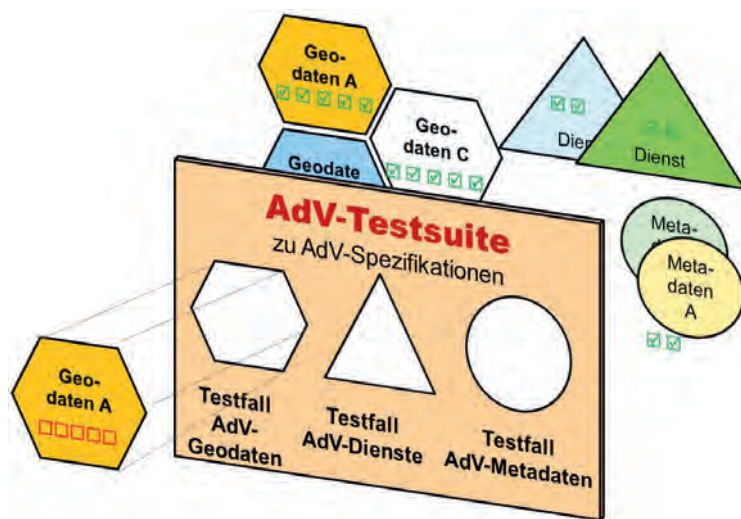 Geo-
daten A
Geo-
daten C
Geodate
Dien
Dienst
Meta-
Meta-
daten
A
AdV-Testsuite
zu AdV-Spezifikationen
Geo-
daten A
Testfall
AdV-
Geodaten
Testfall
AdV-Dienste
Testfall
AdV-Metadaten